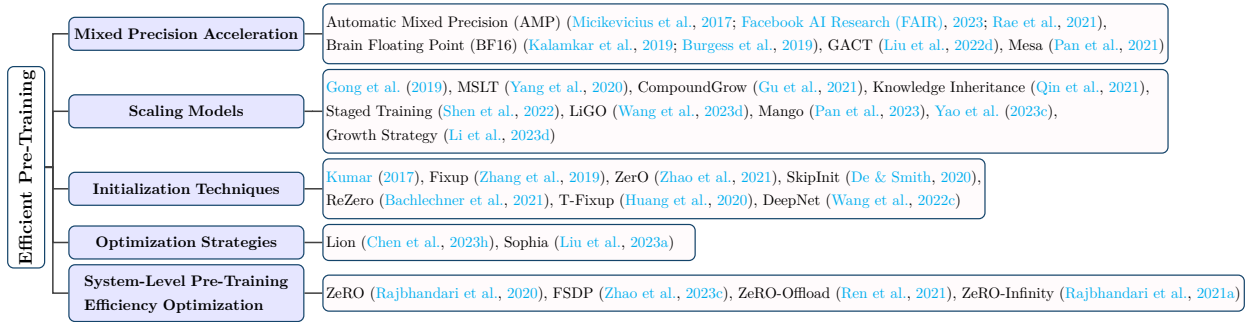 Efficient Pre-Training
Mixed Precision Acceleration
Automatic Mixed Precision (AMP) (Micikevicius et al., 2017; Facebook AI Research (FAIR), 2023; Rae et al., 2021),
Brain Floating Point (BF16) (Kalamkar et al., 2019; Burgess et al., 2019), GACT (Liu et al., 2022d), Mesa (Pan et al., 2021)
Scaling Models
Gong et al. (2019), MSLT (Yang et al., 2020), CompoundGrow (Gu et al., 2021), Knowledge Inheritance (Qin et al., 2021),
Staged Training (Shen et al., 2022), LiGO (Wang et al., 2023d), Mango (Pan et al., 2023), Yao et al. (2023c),
Growth Strategy (Li et al., 2023d)
Initialization Techniques
Kumar (2017), Fixup (Zhang et al., 2019), ZerO (Zhao et al., 2021), SkipInit (De & Smith, 2020),
ReZero (Bachlechner et al., 2021), T-Fixup (Huang et al., 2020), DeepNet (Wang et al., 2022c)
Optimization Strategies
Lion (Chen et al., 2023h), Sophia (Liu et al., 2023a)
System-Level Pre-Training
Efficiency Optimization
ZeRO (Rajbhandari et al., 2020), FSDP (Zhao et al., 2023c), ZeRO-Offload (Ren et al., 2021), ZeRO-Infinity (Rajbhandari et al., 2021a)